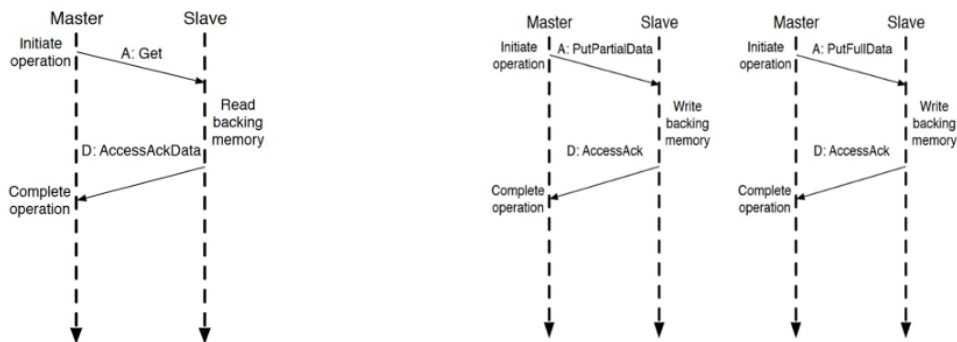 Master Slave
Initiate
operation
A: Get
Read
backing
memory
D: AccessAckData
Complete
operation
Master Slave
Initiate
operation
A: PutPartialData
Write
backing
memory
D: AccessAck
Complete
operation
Master Slave
Initiate
operation
A: PutFullData
Write
backing
memory
D: AccessAck
Complete
operation